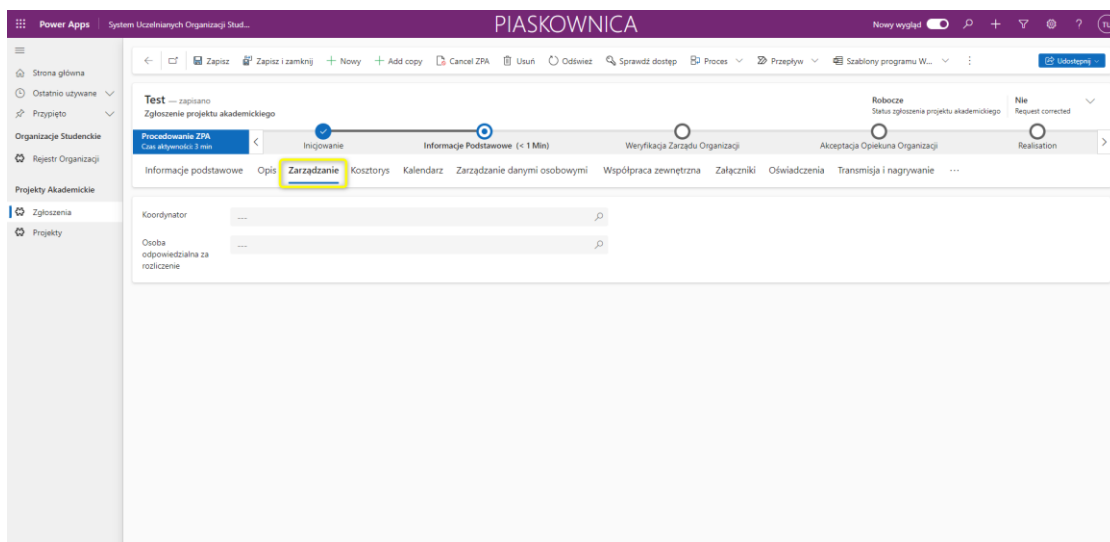 Power Apps System Uczelnianych Organizacji Stud... PIASKOWNICA Nowy wygląd ?
Strona główna
Ostatnio używane
Przypięto
Organizacje Studenckie
Rejestr Organizacji
Projekty Akademickie
Zgłoszenia
Projekty
Zapisz Zapisz i zamknij Nowy Add copy Cancel ZPA Usuń Odśwież Sprawdź dostęp Proces Przepływ Szablony programu W... Udostępnij
Test — zapisano
Zgłoszenie projektu akademickiego
Robocze
Status zgłoszenia projektu akademickiego
Nie
Request corrected
Procedowanie ZPA
Czas aktywności: 3 min
Inicjowanie Informacje Podstawowe (< 1 Min) Weryfikacja Zarządu Organizacji Akceptacja Opiekuna Organizacji Realisation
Informacje podstawowe Opis Zarządzanie Kosztorys Kalendarz Zarządzanie danymi osobowymi Współpraca zewnętrzna Załączniki Oświadczenia Transmisja i nagrywanie ...
Koordynator ---
Osoba ---
odpowiedzialna za
rozliczenie